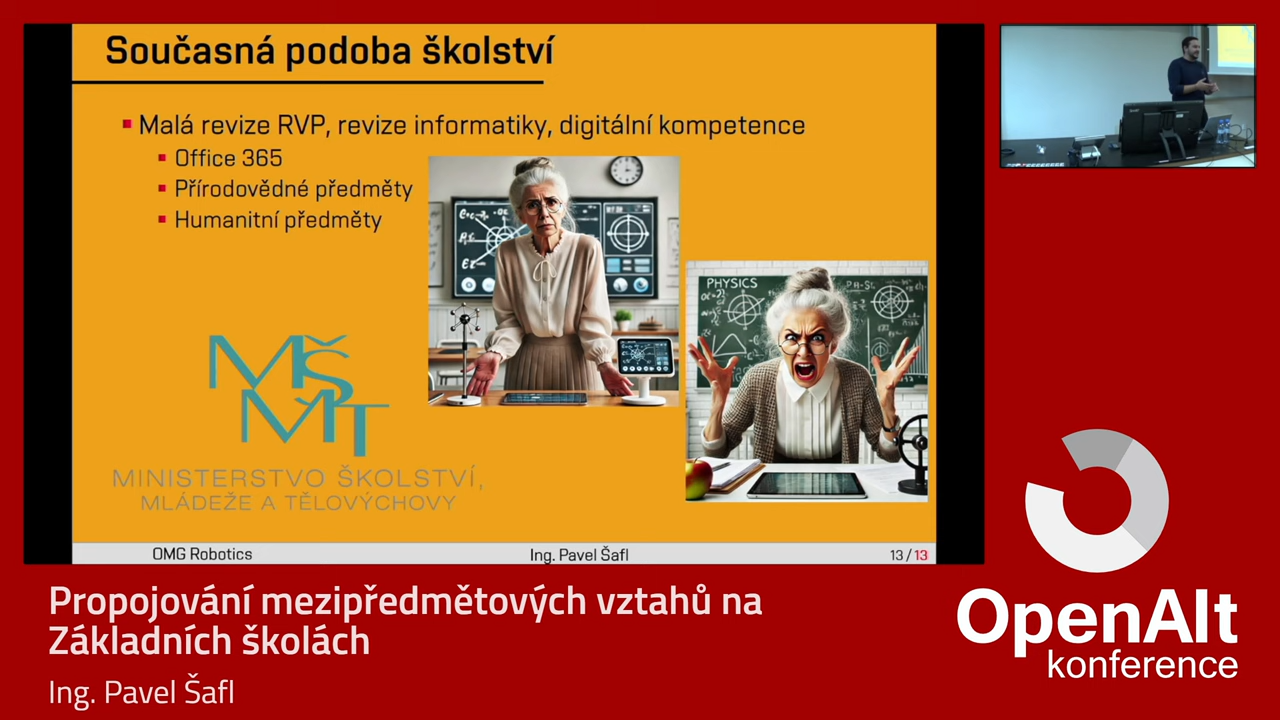 Současná podoba školství
Malá revize RVP, revize informatiky, digitální kompetence
Office 365
Přírodovědné předměty
Humanitní předměty
PHYSICS
MŠMT
MINISTERSTVO ŠKOLSTVÍ,
MLÁDEŽE A TĚLOVÝCHOVY
OMG Robotics
Ing. Pavel Šafl
13 / 13
Propojování mezipředmětových vztahů na
Základních školách
Ing. Pavel Šafl
OpenAlt
konference